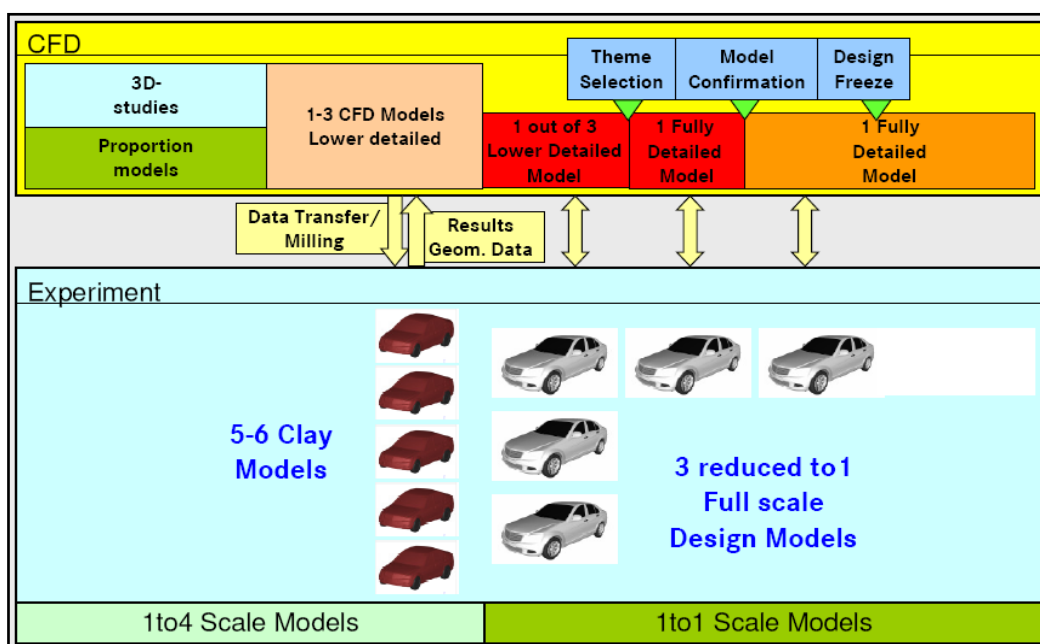 CFD
3D-
studies
Proportion
models
1-3 CFD Models
Lower detailed
Theme
Selection
Model
Confirmation
Design
Freeze
1 out of 3
Lower Detailed
Model
1 Fully
Detailed
Model
1 Fully
Detailed
Model
Data Transfer/
Milling
Results
Geom. Data
Experiment
5-6 Clay
Models
3 reduced to1
Full scale
Design Models
1to4 Scale Models
1to1 Scale Models